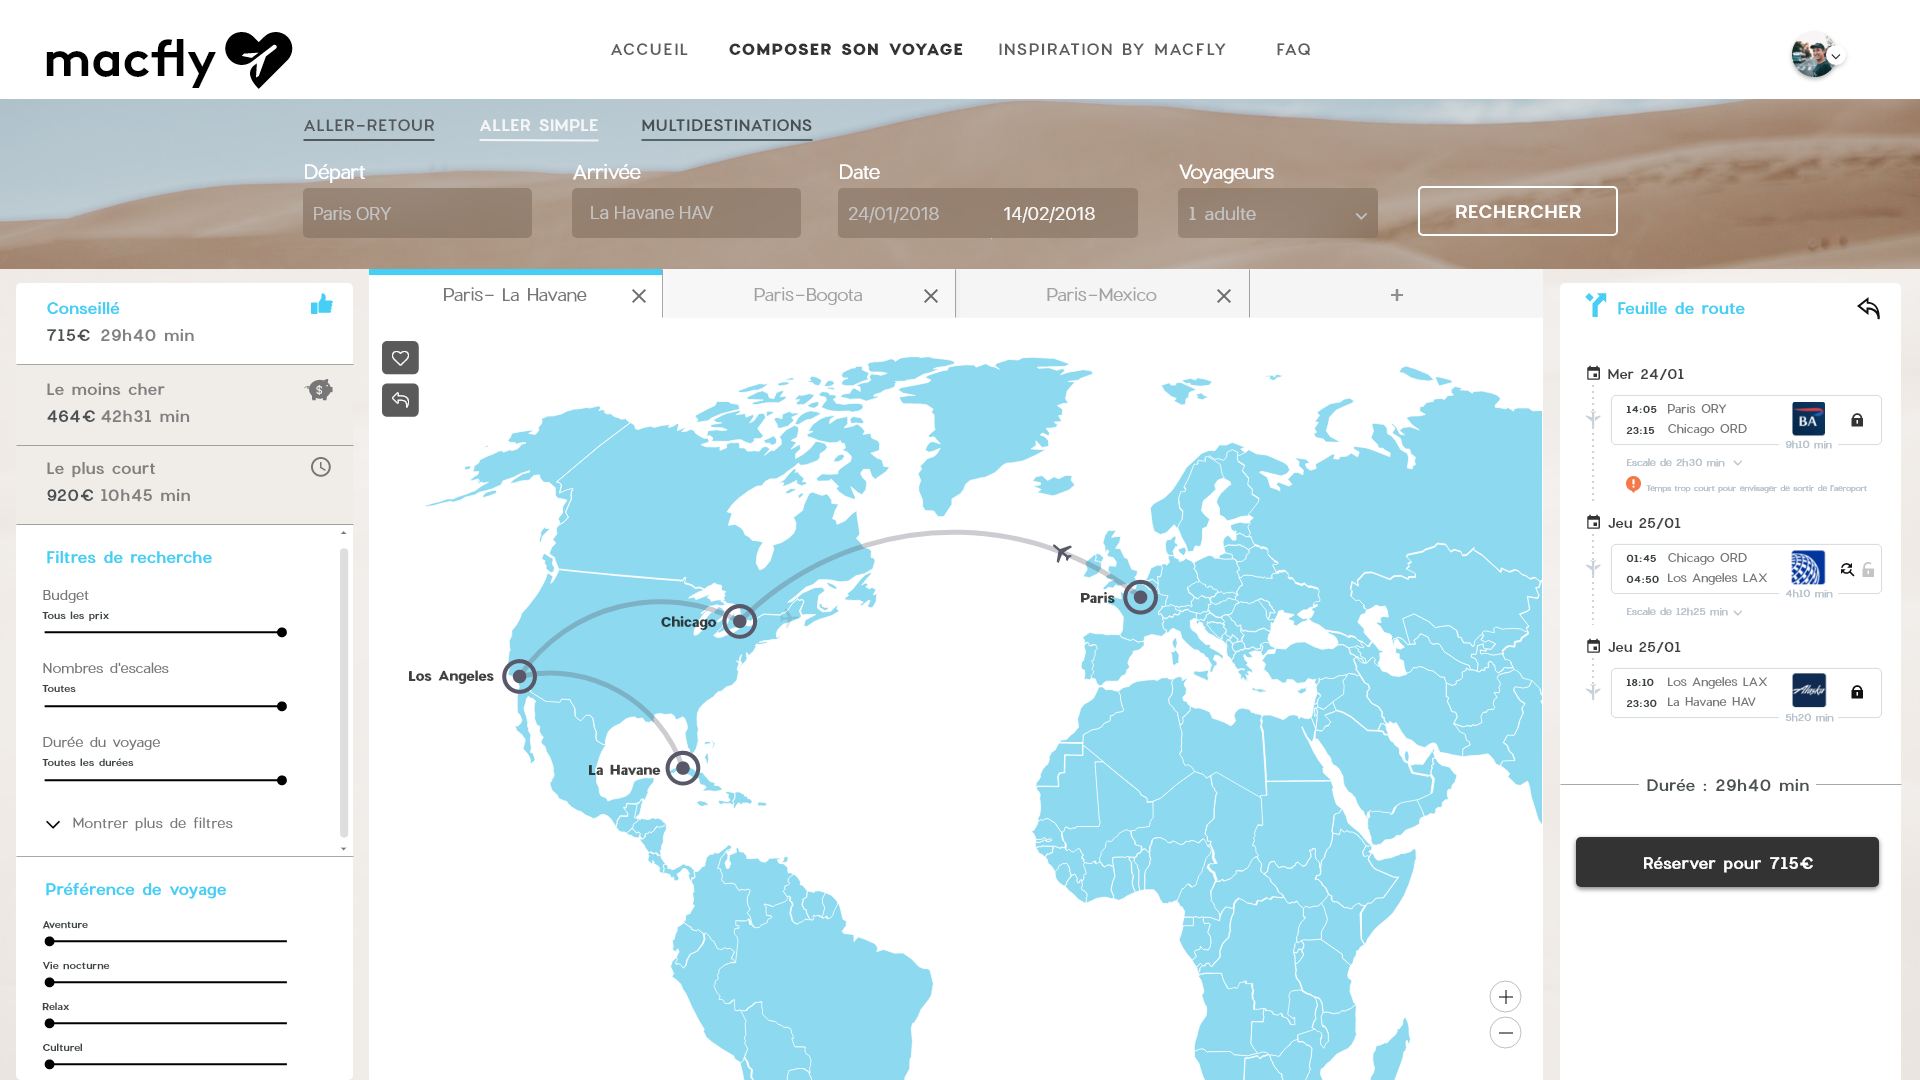 macfly
ACCUEIL
COMPOSER SON VOYAGE
INSPIRATION BY MACFLY
FAQ
ALLER-RETOUR
ALLER SIMPLE
MULTIDESTINATIONS
Départ
Arrivée
Date
Voyageurs
Paris ORY
La Havane HAV
24/01/2018
14/02/2018
1 adulte
RECHERCHER
Conseillé
715€ 29h40 min
Le moins cher
464€ 42h31 min
Le plus court
920€ 10h45 min
Filtres de recherche
Budget
Tous les prix
Nombres d'escales
Toutes
Durée du voyage
Toutes les durées
Montrer plus de filtres
Préférence de voyage
Aventure
Vie nocturne
Relax
Culturel
Paris- La Havane
Paris-Bogota
Paris-Mexico
+
Paris
Chicago
Los Angeles
La Havane
Feuille de route
Mer 24/01
14:05 Paris ORY
23:15 Chicago ORD
BA
9h10 min
Escale de 2h30 min
Temps trop court pour envisager de sortir de l'aéroport
Jeu 25/01
01:45 Chicago ORD
04:50 Los Angeles LAX
4h10 min
Escale de 12h25 min
Jeu 25/01
18:10 Los Angeles LAX
23:30 La Havane HAV
Alaska
5h20 min
Durée : 29h40 min
Réserver pour 715€